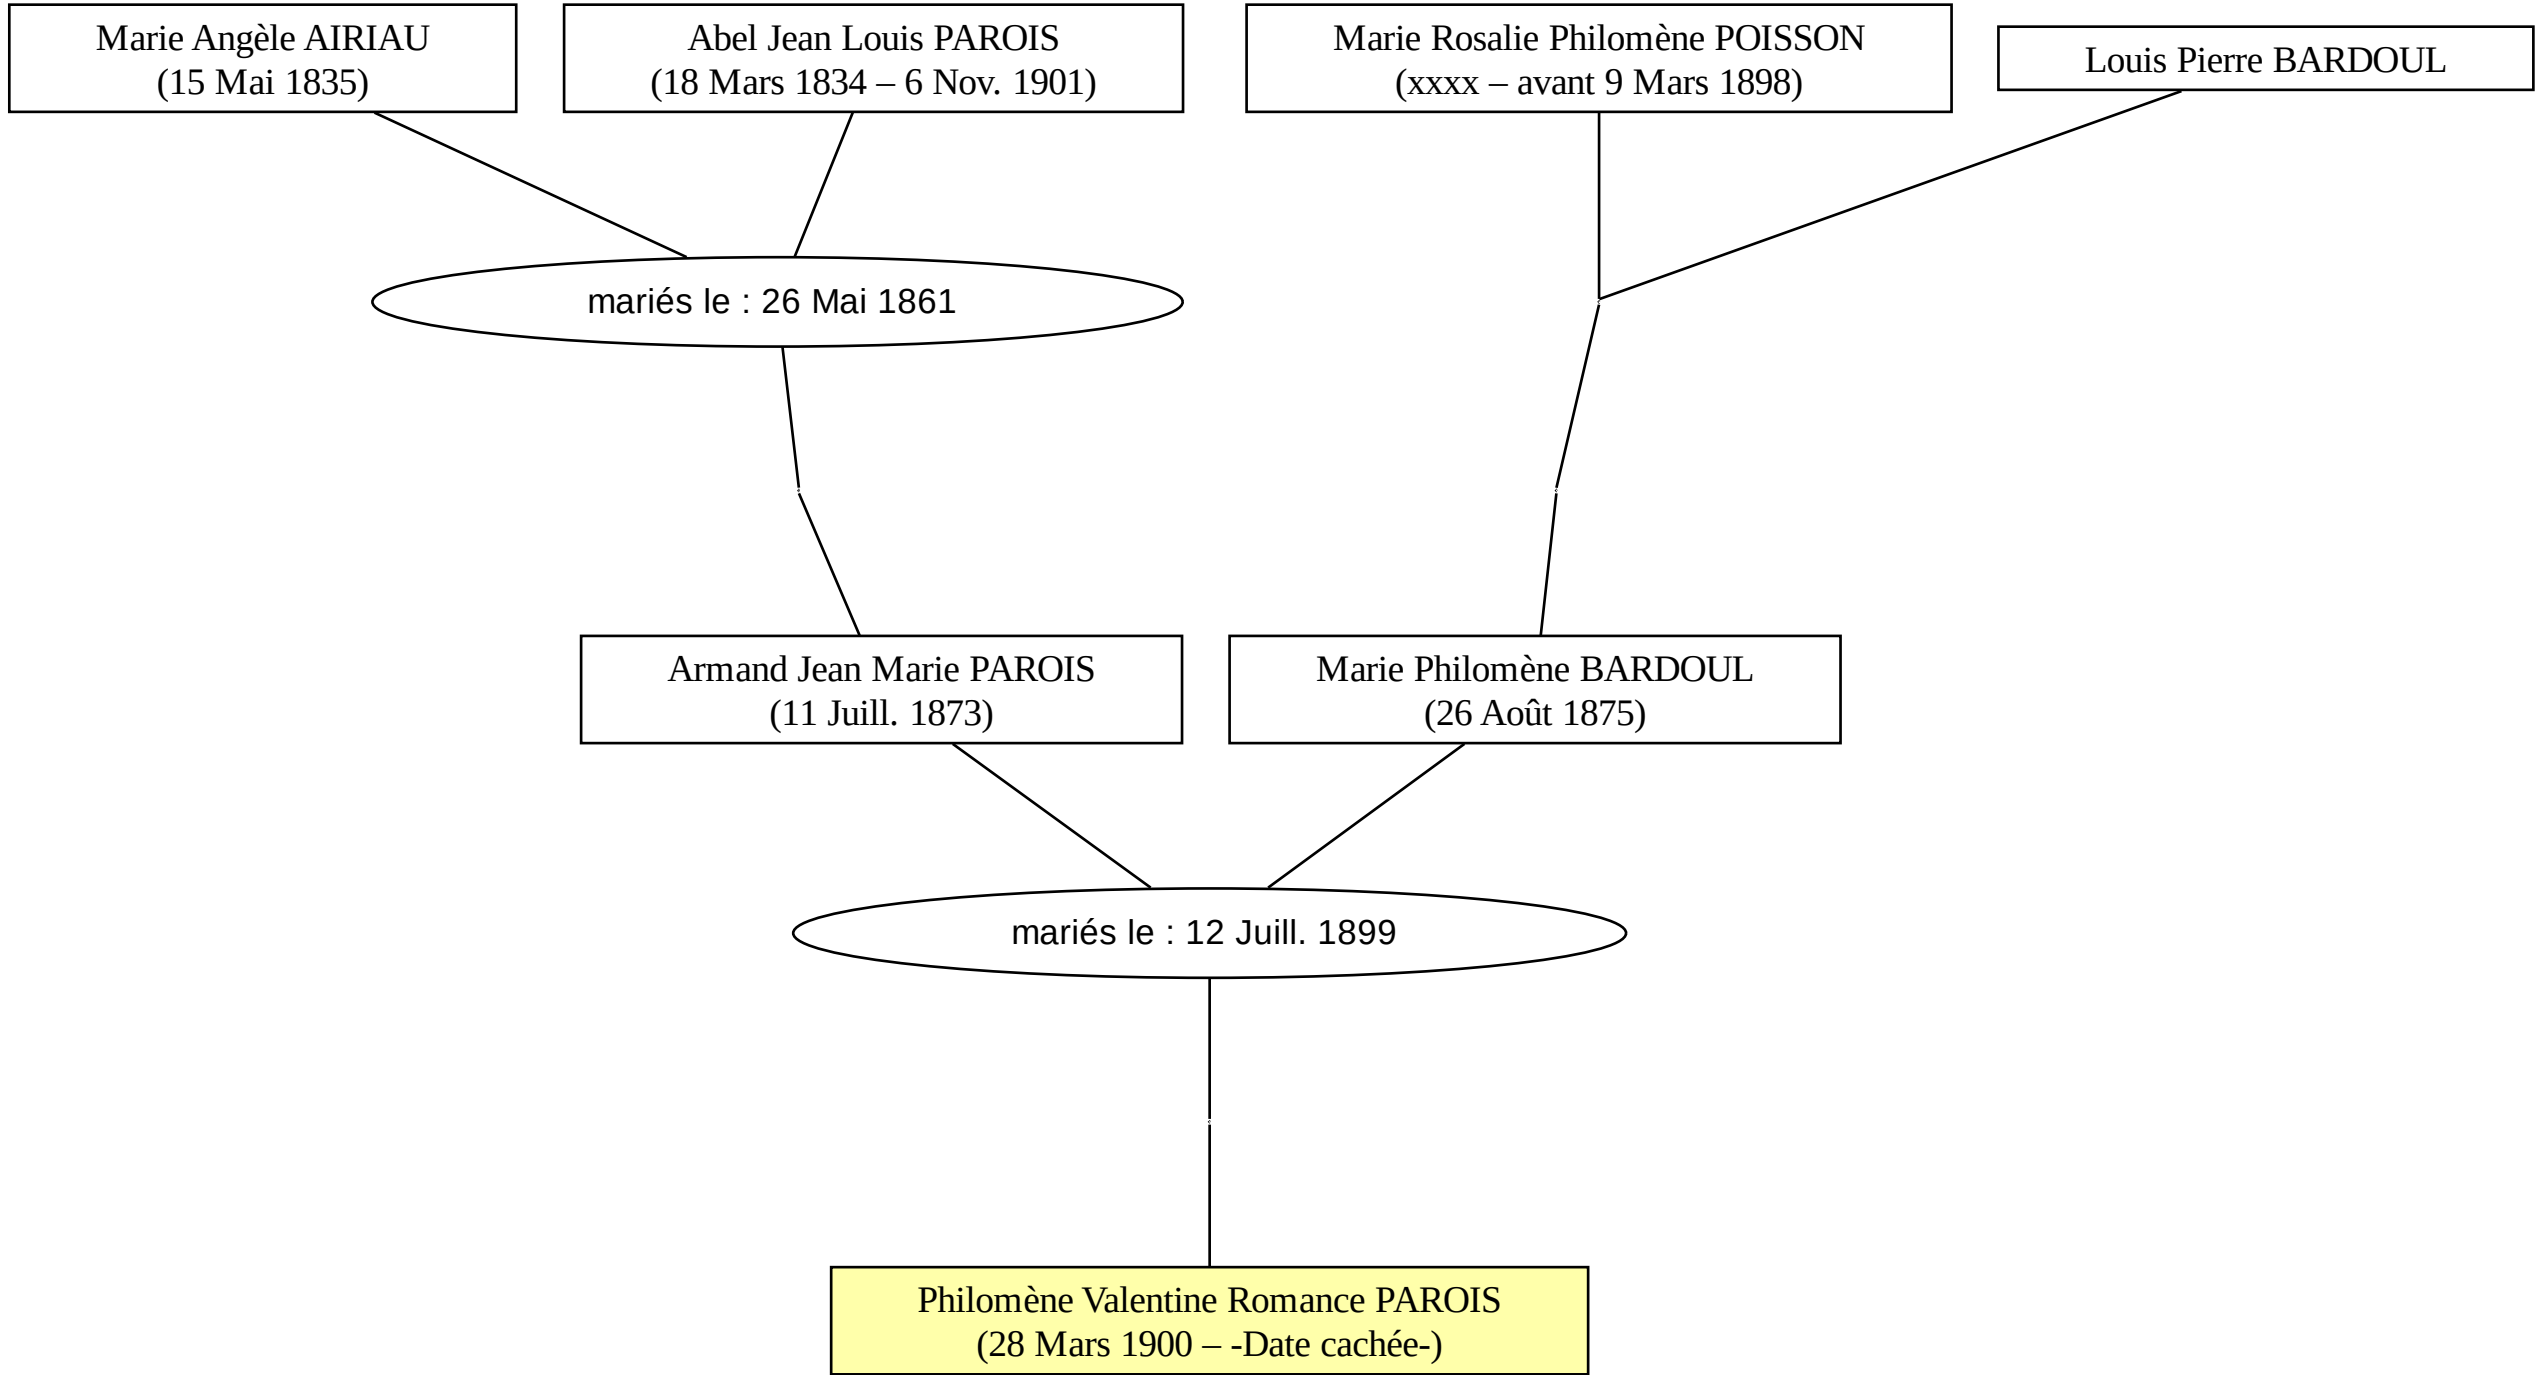 Marie Angèle AIRIAU
(15 Mai 1835)
Abel Jean Louis PAROIS
(18 Mars 1834 – 6 Nov. 1901)
Marie Rosalie Philomène POISSON
(xxxx – avant 9 Mars 1898)
Louis Pierre BARDOUL
mariés le : 26 Mai 1861
Armand Jean Marie PAROIS
(11 Juill. 1873)
Marie Philomène BARDOUL
(26 Août 1875)
mariés le : 12 Juill. 1899
Philomène Valentine Romance PAROIS
(28 Mars 1900 – -Date cachée-)